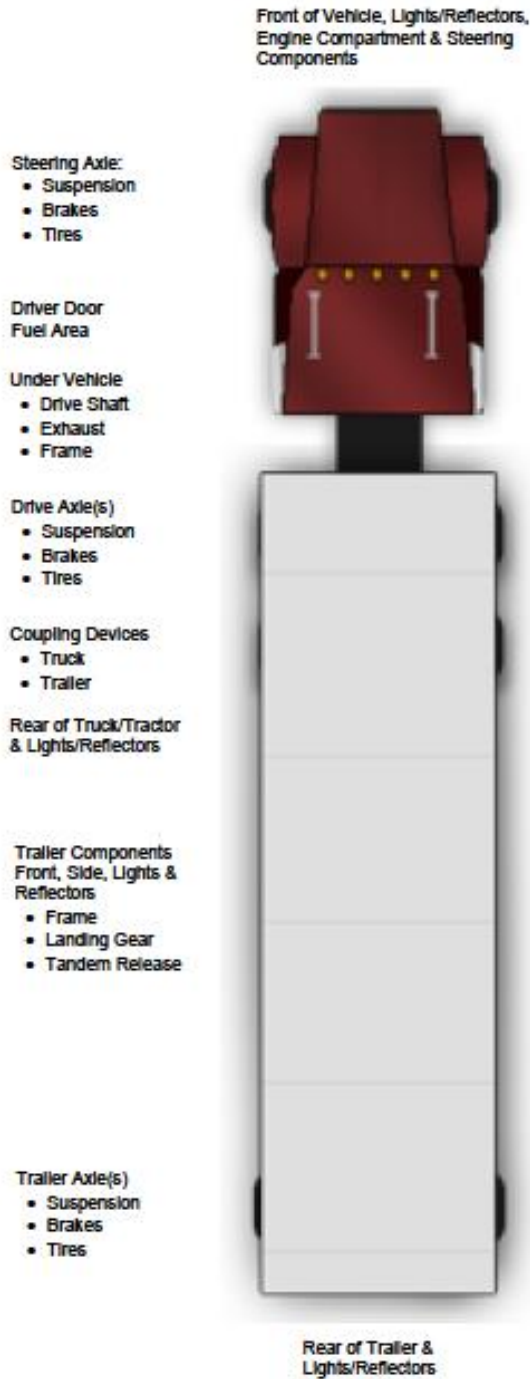 Front of Vehicle, Lights/Reflectors,
Engine Compartment & Steering
Components
Steering Axle:
• Suspension
• Brakes
• Tires
Driver Door
Fuel Area
Under Vehicle
• Drive Shaft
• Exhaust
• Frame
Drive Axle(s)
• Suspension
• Brakes
• Tires
Coupling Devices
• Truck
• Trailer
Rear of Truck/Tractor
& Lights/Reflectors
Trailer Components
Front, Side, Lights &
Reflectors
• Frame
• Landing Gear
• Tandem Release
Trailer Axle(s)
• Suspension
• Brakes
• Tires
Rear of Trailer &
Lights/Reflectors